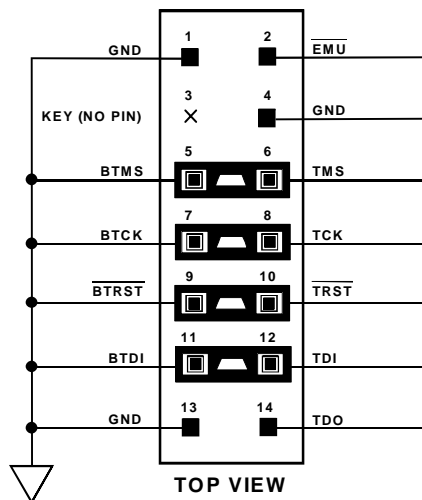 1 2
GND EMU
3 4
KEY (NO PIN) GND
5 6
BTMS TMS
7 8
BTCK TCK
9 10
BTRST TRST
11 12
BTDI TDI
13 14
GND TDO
TOP VIEW